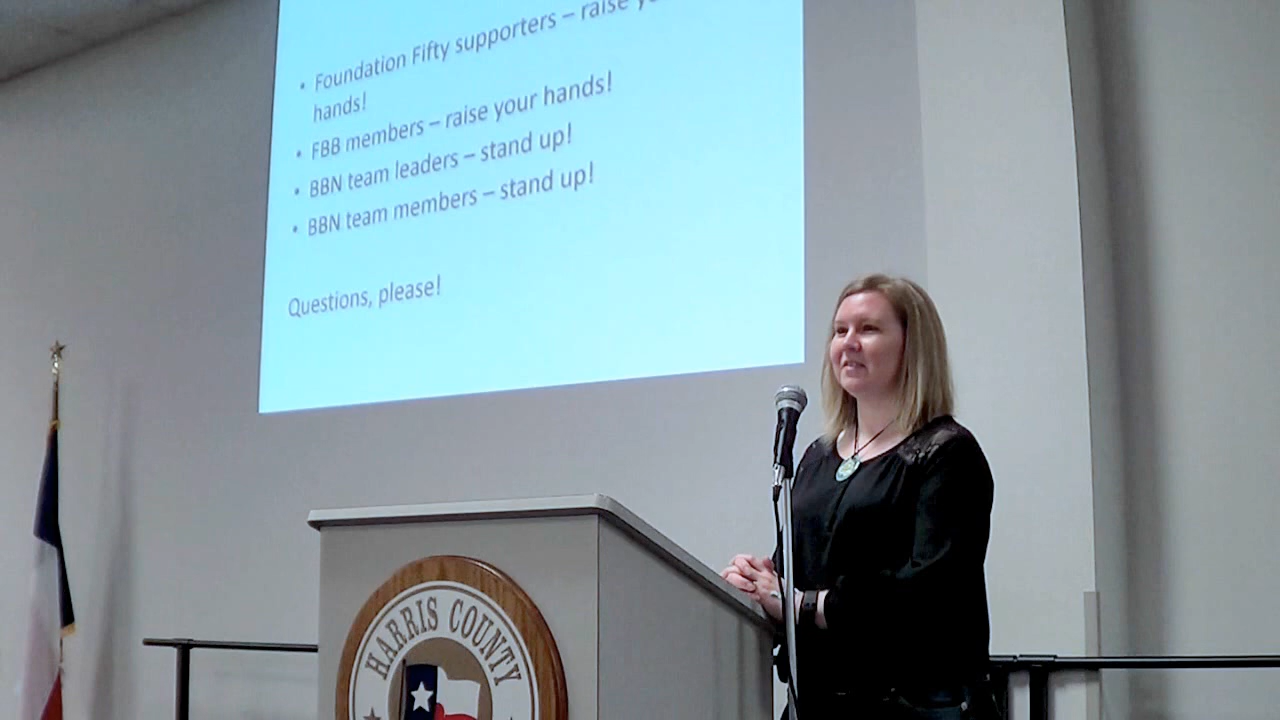 • Foundation Fifty supporters – raise
hands!
• FBB members – raise your hands!
• BBN team leaders – stand up!
• BBN team members – stand up!
Questions, please!
HARRIS COUNTY